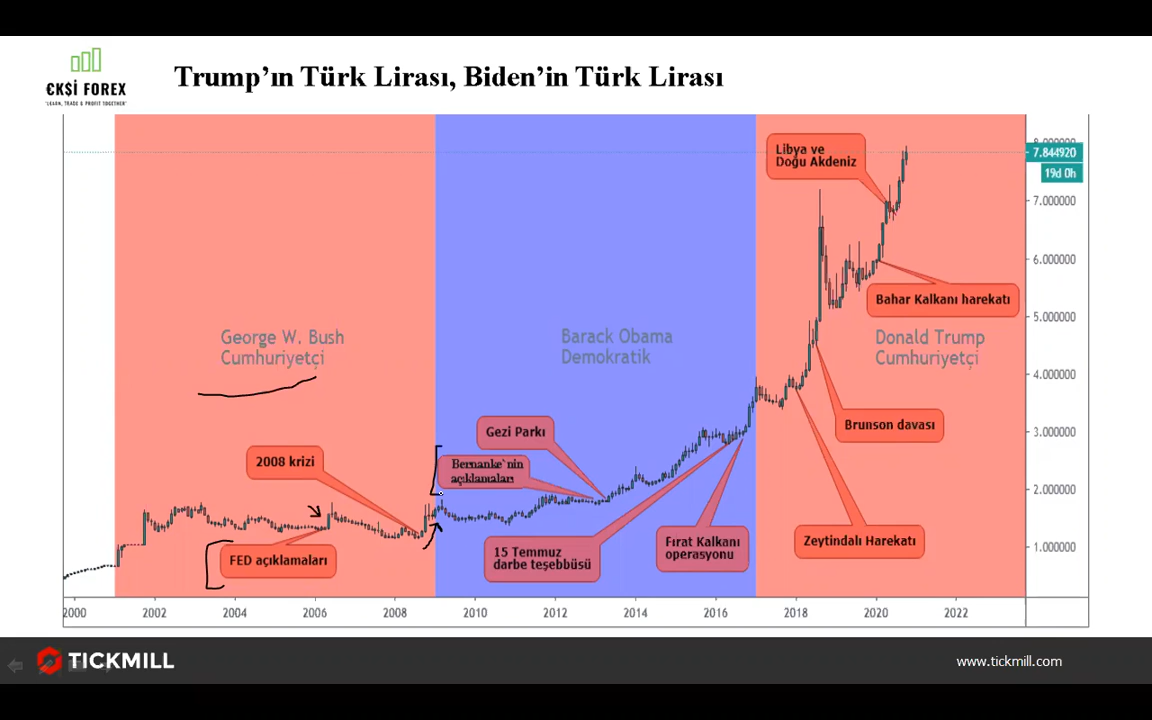 €KŞİ FOREX
"LEARN, TRADE & PROFIT TOGETHER"
Trump’ın Türk Lirası, Biden’in Türk Lirası
Libya ve
Doğu Akdeniz
8.000000
7.844920
19d 0h
7.000000
6.000000
Bahar Kalkanı harekatı
5.000000
George W. Bush
Cumhuriyetçi
Barack Obama
Demokratik
Donald Trump
Cumhuriyetçi
4.000000
Brunson davası
3.000000
Gezi Parkı
2008 krizi
Bernanke`nin
açıklamaları
2.000000
FED açıklamaları
15 Temmuz
darbe teşebbüsü
Fırat Kalkanı
operasyonu
Zeytindalı Harekatı
1.000000
2000 2002 2004 2006 2008 2010 2012 2014 2016 2018 2020 2022
TICKMILL
www.tickmill.com